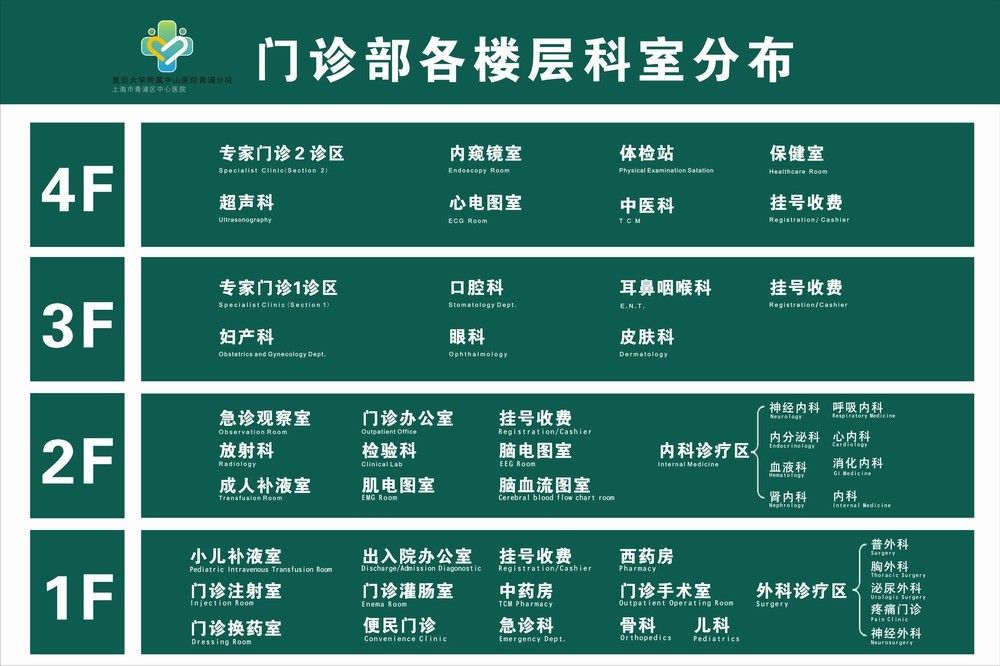 门诊部各楼层科室分布
复旦大学附属中山医院青浦分院
上海市青浦区中心医院
4F
专家门诊2诊区 内窥镜室 体检站 保健室
Specialist Clinic(Section 2) Endoscopy Room Physical Examination Satation Healthcare Room
超声科 心电图室 中医科 挂号收费
Ultrasonography ECG Room T C M Registration/Cashier
3F
专家门诊1诊区 口腔科 耳鼻咽喉科 挂号收费
Specialist Clinic (Section 1) Stomatology Dept. E.N.T. Registration/Cashier
妇产科 眼科 皮肤科
Obstetrics and Gynecology Dept. Ophthalmology Dermatology
2F
急诊观察室 门诊办公室 挂号收费
Observation Room Outpatient Office Registration/Cashier
放射科 检验科 脑电图室
Radiology Clinical Lab EEG Room
成人补液室 肌电图室 脑血流图室
Transfusion Room EMG Room Cerebral blood flow chart room
内科诊疗区
Internal Medicine
神经内科 呼吸内科
Neurology Respiratory Medicine
内分泌科 心内科
Endocrinology Cardiology
血液科 消化内科
Hematology GI Medicine
肾内科 内科
Nephrology Internal Medicine
1F
小儿补液室 出入院办公室 挂号收费 西药房
Pediatric Intravenous Transfusion Room Discharge/Admission Diagonostic Registration/Cashier Pharmacy
门诊注射室 门诊灌肠室 中药房 门诊手术室
Injection Room Enema Room TCM Pharmacy Outpatient Operating Room
门诊换药室 便民门诊 急诊科 骨科 儿科
Dressing Room Convenience Clinic Emergency Dept. Orthopedics Pediatrics
外科诊疗区
Surgery
普外科
Surgery
胸外科
Thoracic Surgery
泌尿外科
Urologic Surgery
疼痛门诊
Pain Clinic
神经外科
Neurosurgery